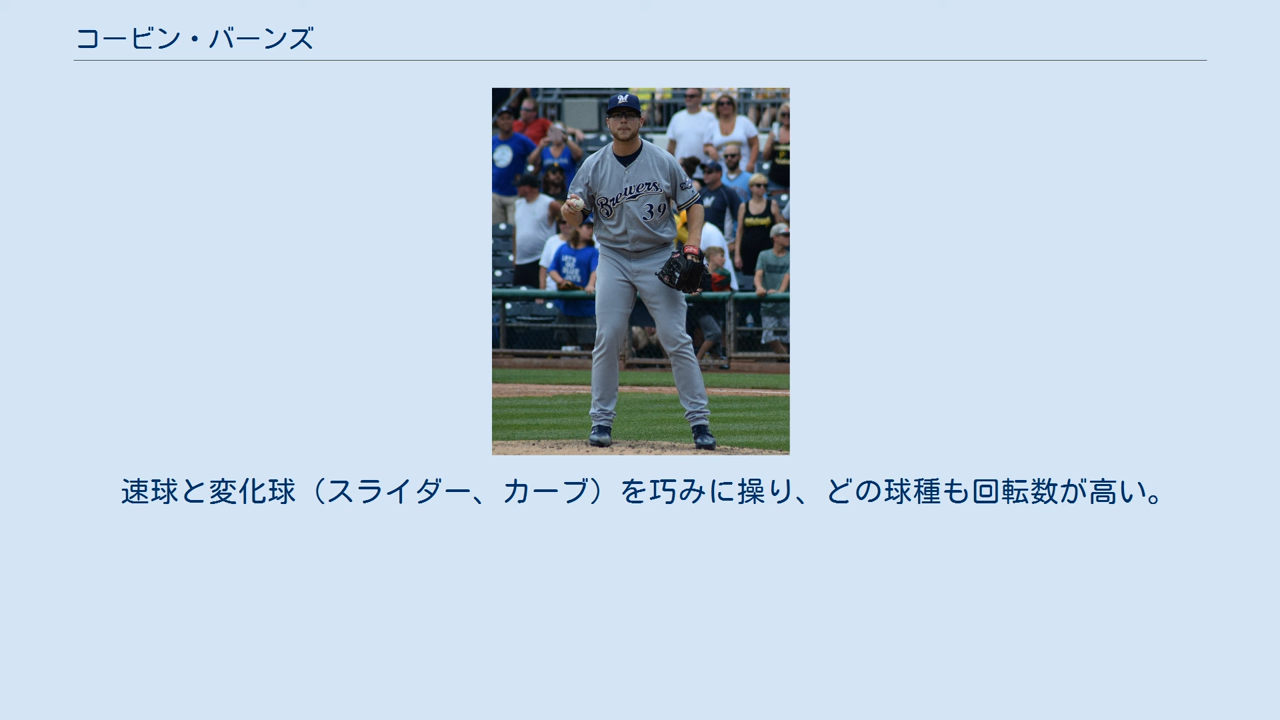 コービン・バーンズ
Brewers
39
速球と変化球（スライダー、カーブ）を巧みに操り、どの球種も回転数が高い。